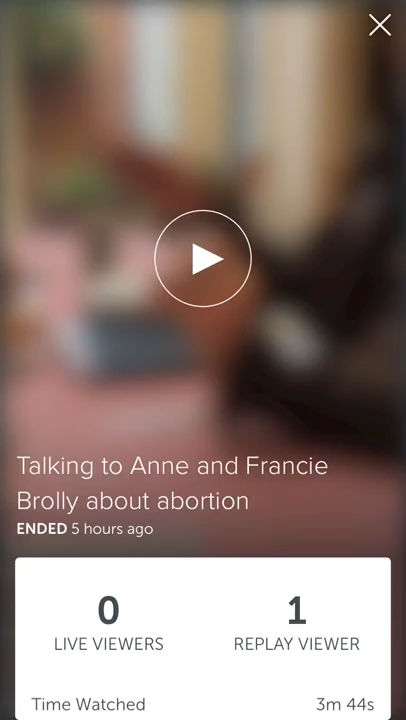 Talking to Anne and Francie
Brolly about abortion
ENDED 5 hours ago
0 1
LIVE VIEWERS REPLAY VIEWER
Time Watched 3m 44s